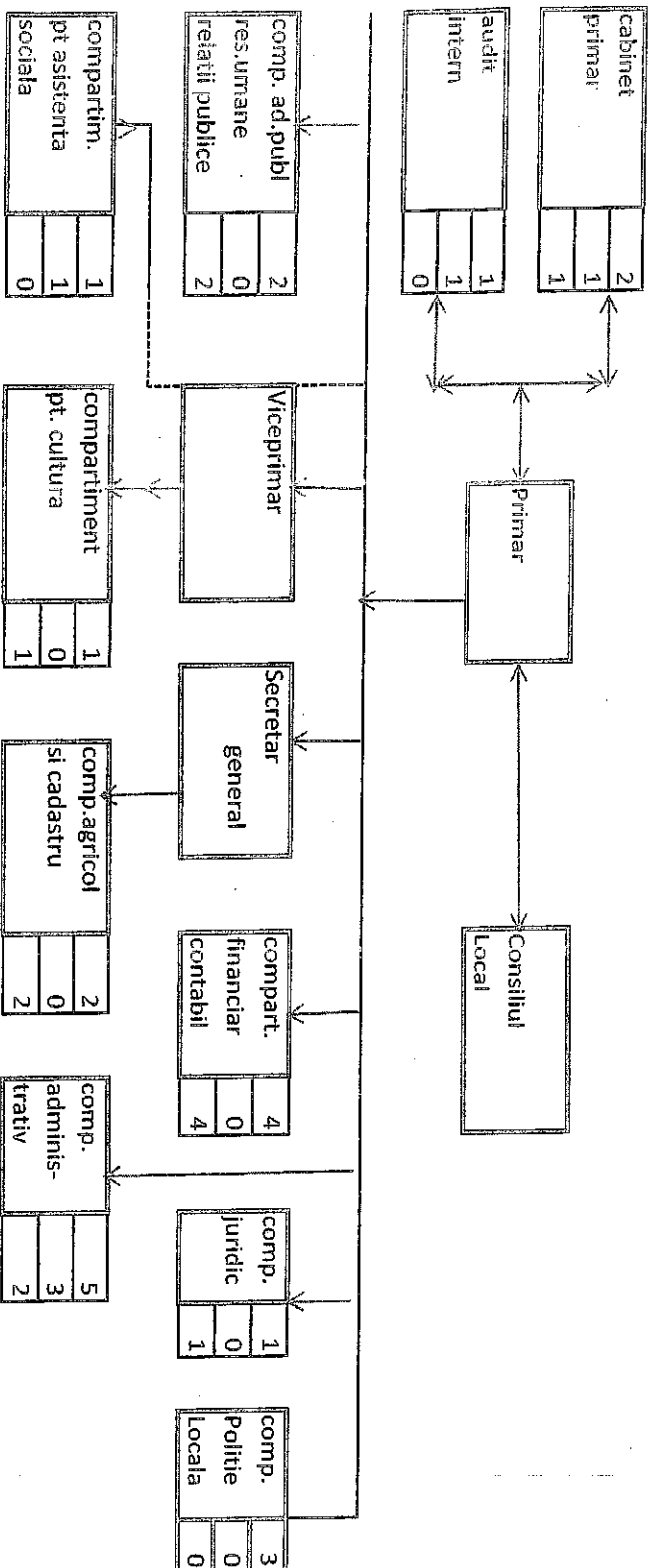 cabinet
primar
2
1
1
audit
intern
1
1
0
Primar
Consiliul
Local
comp. ad.publ
res.umane
relatii publice
2
0
2
Viceprimar
Secretar
general
compart.
financiar
contabil
4
0
4
comp.
juridic
1
0
1
comp.
Politie
Locala
3
0
0
compartim.
pt asistenta
sociala
1
1
0
compartiment
pt. cultura
1
0
1
comp.agricol
si cadastru
2
0
2
comp.
adminis-
trativ
5
3
2